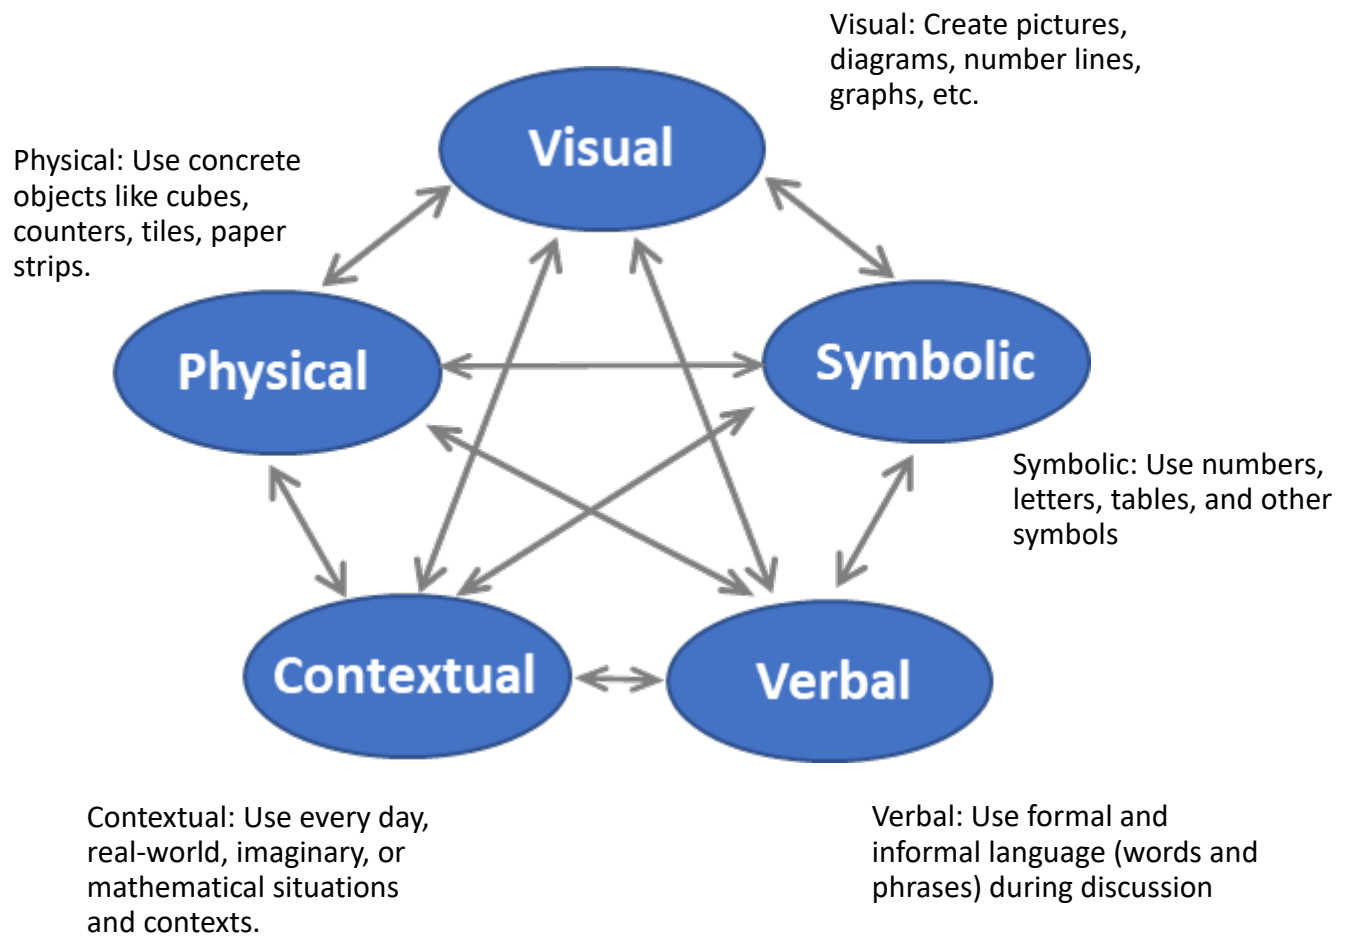 Visual: Create pictures,
diagrams, number lines,
graphs, etc.
Visual
Physical: Use concrete
objects like cubes,
counters, tiles, paper
strips.
Physical
Symbolic
Symbolic: Use numbers,
letters, tables, and other
symbols
Contextual
Verbal
Contextual: Use every day,
real-world, imaginary, or
mathematical situations
and contexts.
Verbal: Use formal and
informal language (words and
phrases) during discussion